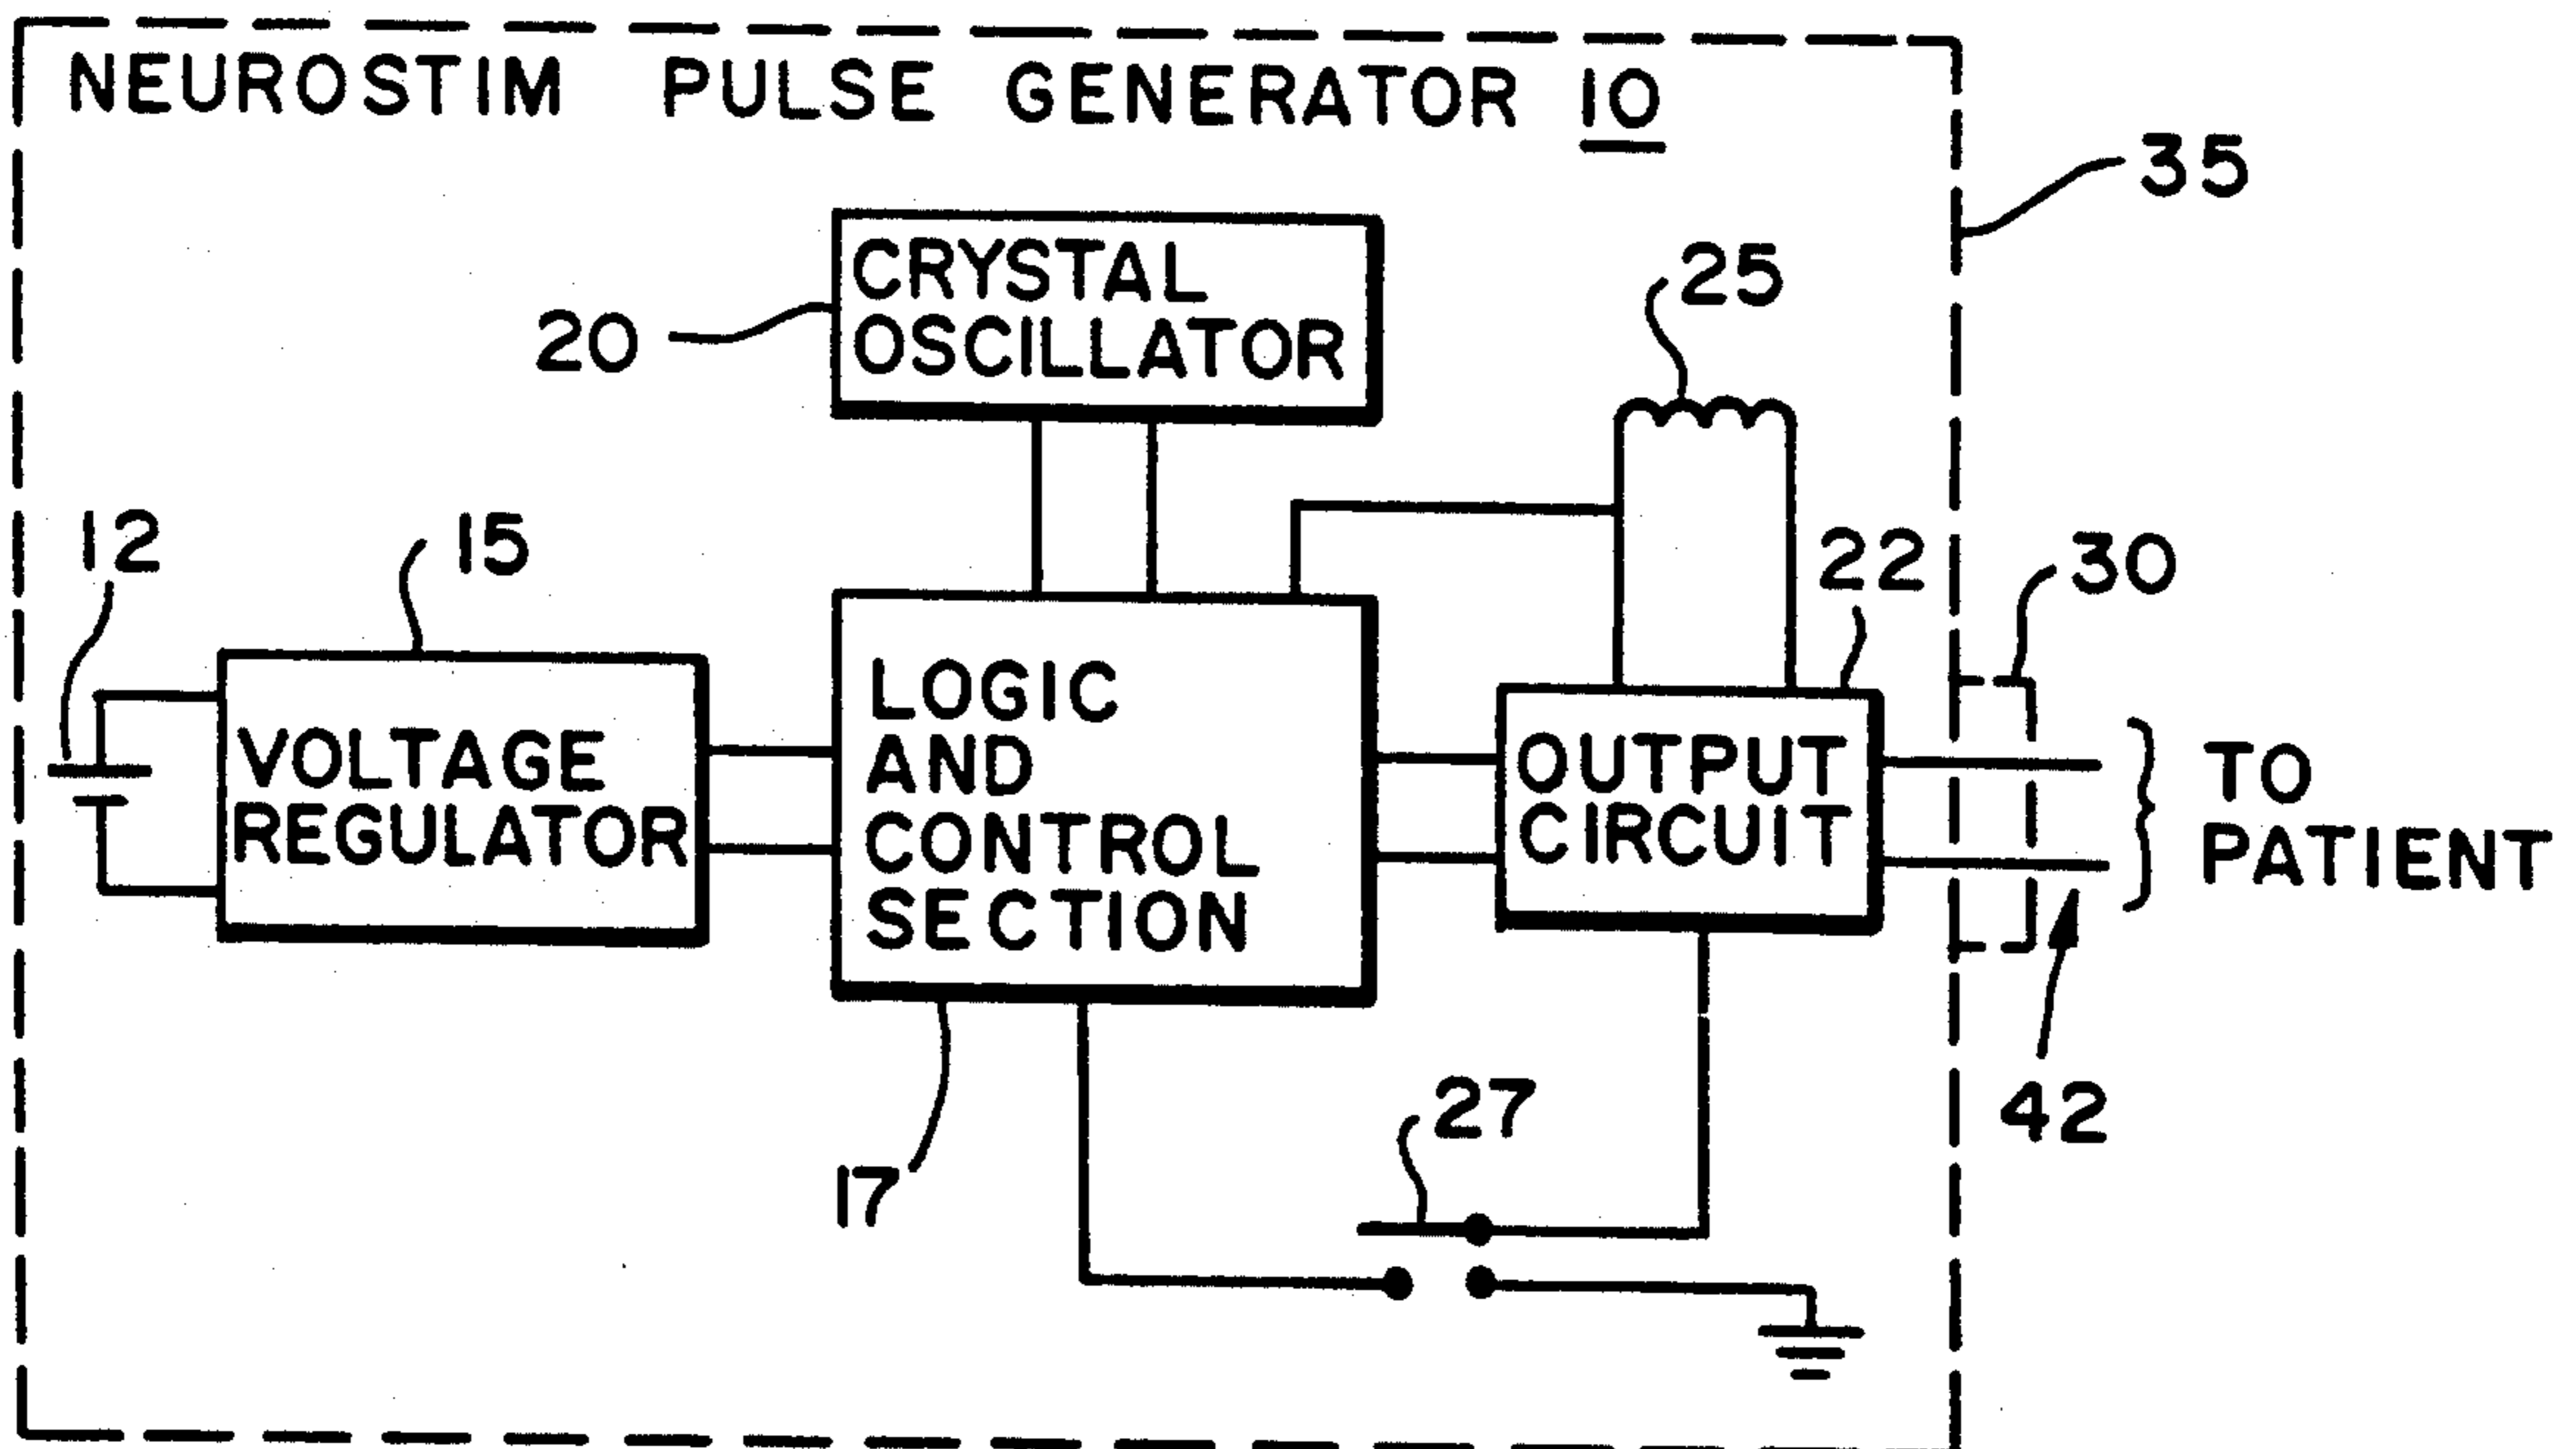 NEUROSTIM PULSE GENERATOR 10
35
CRYSTAL
OSCILLATOR
20
25
12
15
22
30
VOLTAGE
REGULATOR
LOGIC
AND
CONTROL
SECTION
OUTPUT
CIRCUIT
TO
PATIENT
17
27
42